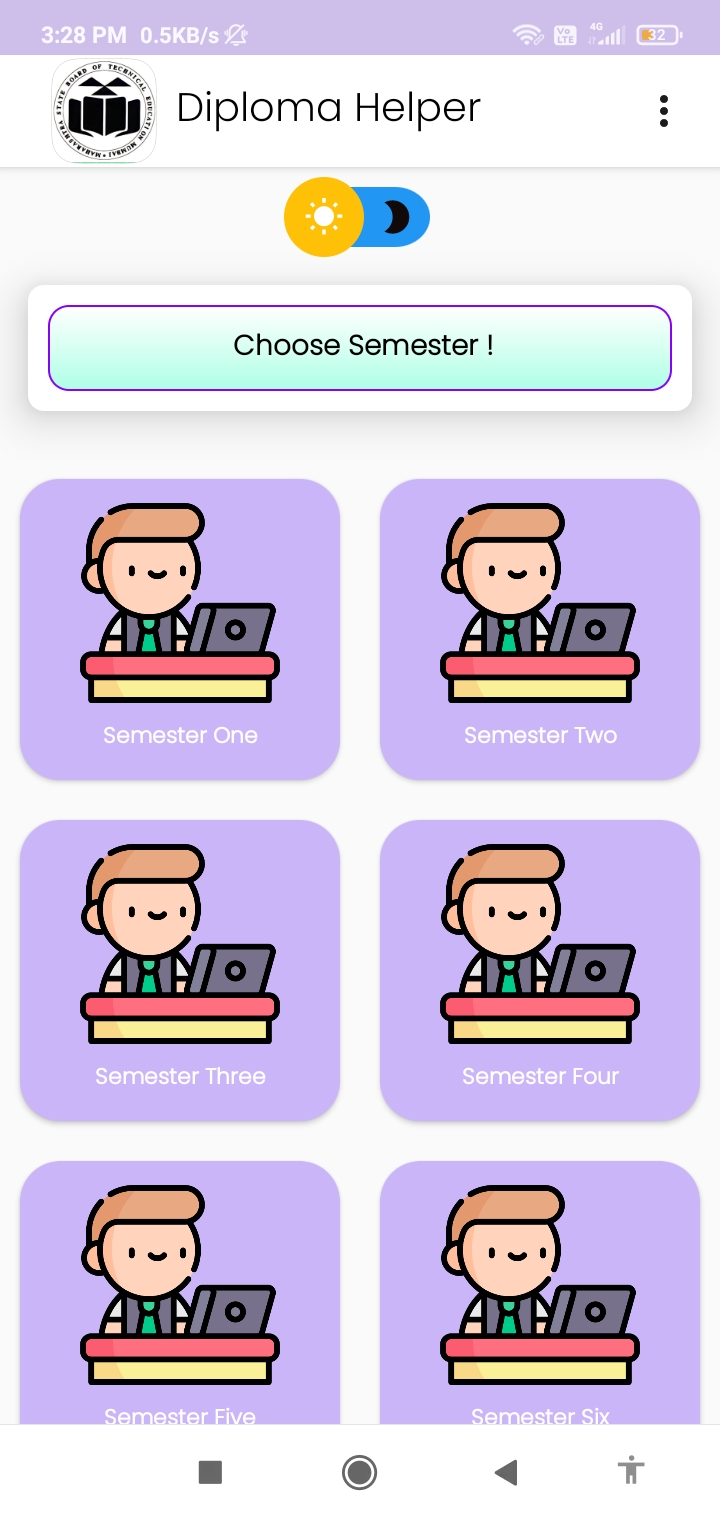 3:28 PM 0.5KB/s 4G 32
Vo
LTE
MAHARASHTRA STATE BOARD OF TECHNICAL EDUCATION MUMBAI
Diploma Helper
Choose Semester !
Semester One
Semester Two
Semester Three
Semester Four
Semester Five
Semester Six